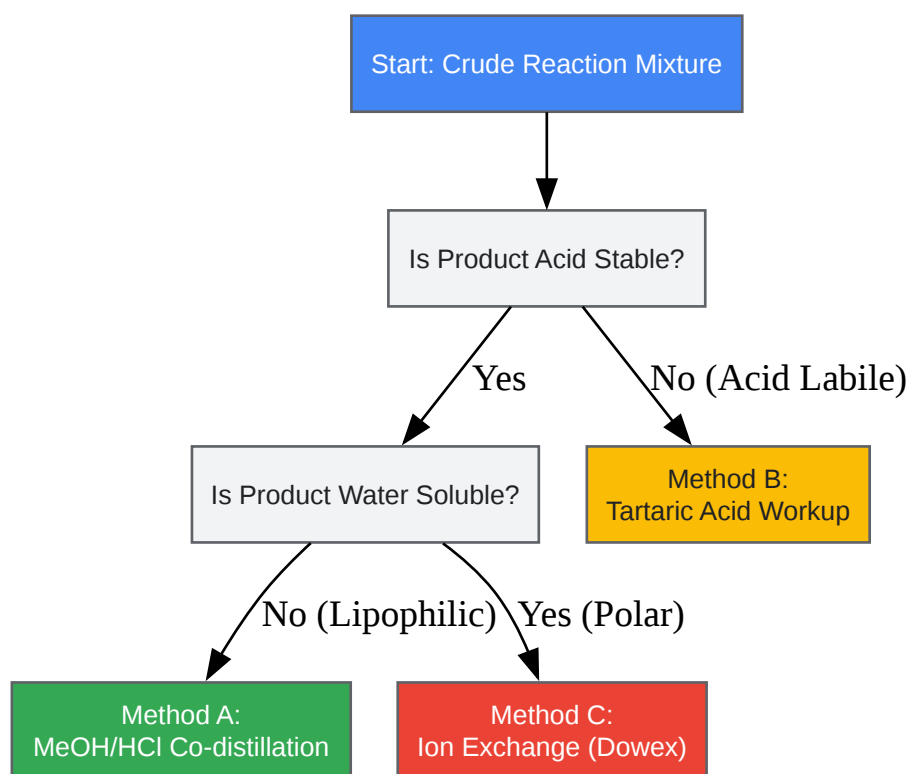 Start: Crude Reaction Mixture
Is Product Acid Stable?
Yes
No (Acid Labile)
Is Product Water Soluble?
Method B:
Tartaric Acid Workup
No (Lipophilic)
Yes (Polar)
Method A:
MeOH/HCl Co-distillation
Method C:
Ion Exchange (Dowex)